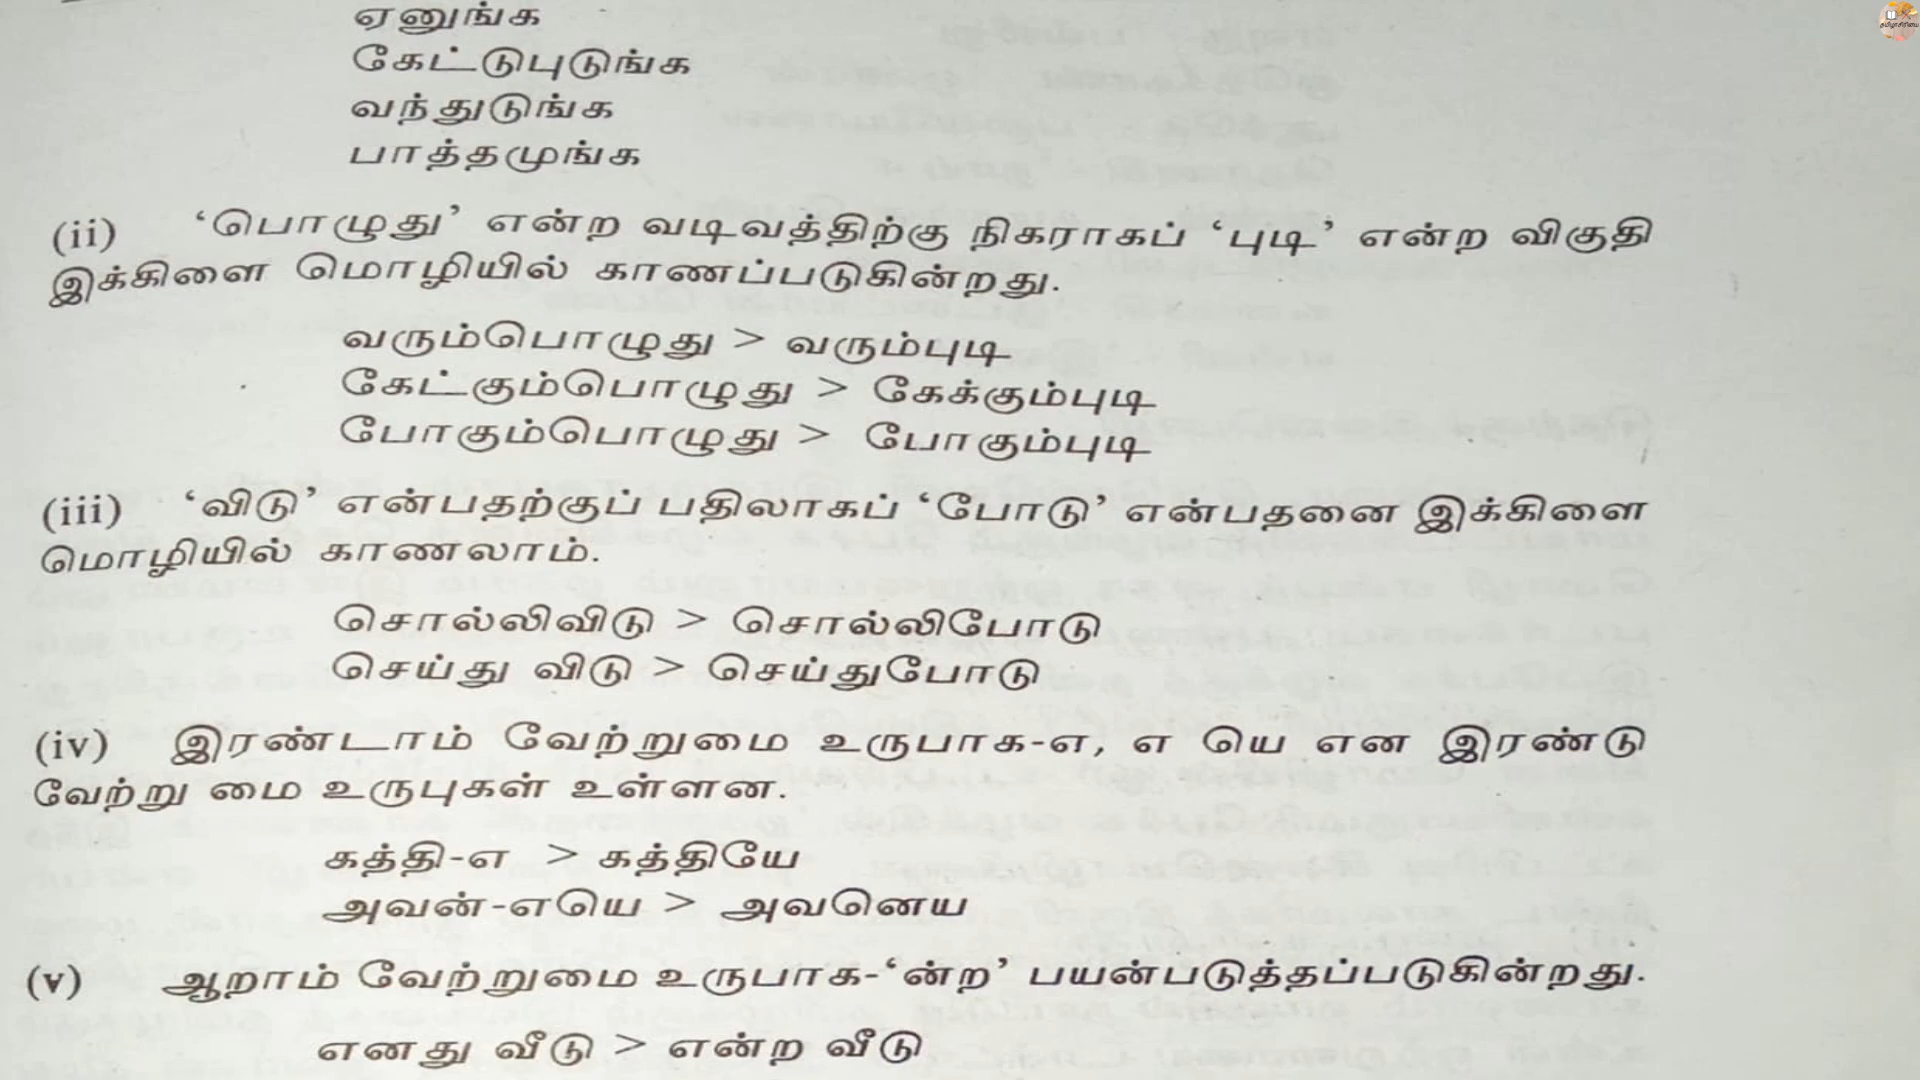 ஏனுங்க
கேட்டுபுடுங்க
வந்துடுங்க
பாத்தமுங்க
(ii) ‘பொழுது’ என்ற வடிவத்திற்கு நிகராகப் ‘புடி’ என்ற விகுதி
இக்கிளை மொழியில் காணப்படுகின்றது.
வரும்பொழுது > வரும்புடி
கேட்கும்பொழுது > கேக்கும்புடி
போகும்பொழுது > போகும்புடி
(iii) ‘விடு’ என்பதற்குப் பதிலாகப் ‘போடு’ என்பதனை இக்கிளை
மொழியில் காணலாம்.
சொல்லிவிடு > சொல்லிபோடு
செய்து விடு > செய்துபோடு
(iv) இரண்டாம் வேற்றுமை உருபாக-எ, எ யெ என இரண்டு
வேற்று மை உருபுகள் உள்ளன.
கத்தி-எ > கத்தியே
அவன்-எயெ > அவனெய
(v) ஆறாம் வேற்றுமை உருபாக-‘ன்ற’ பயன்படுத்தப்படுகின்றது.
எனது வீடு > என்ற வீடு